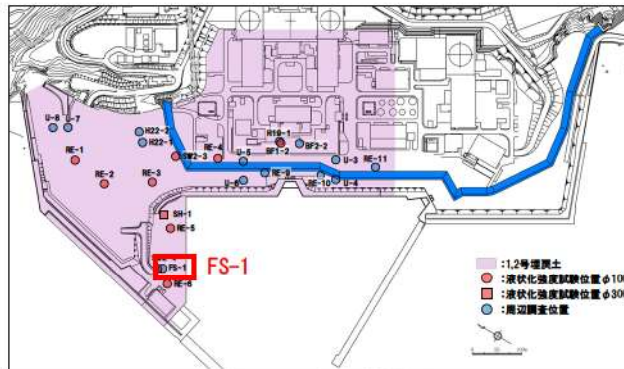 U-8
U-7
H22-2
H22-1
RE-1
SW2-3
RE-4
H19-1
BF1-2
BF2-2
U-5
U-3
RE-11
RE-2
RE-3
U-6
RE-9
RE-10
U-4
SH-1
RE-5
FS-1
FS-1
RE-6
:1,2号埋戻土
:液状化強度試験位置φ100
:液状化強度試験位置φ300
:周辺調査位置